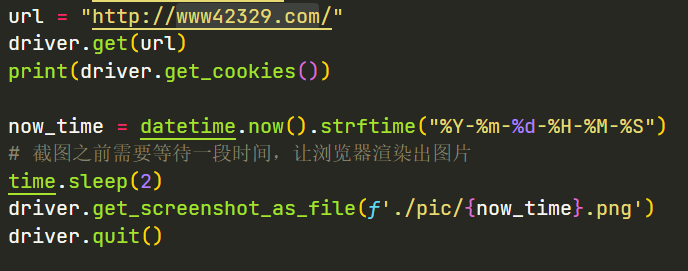 url = "http://www42329.com/"
driver.get(url)
print(driver.get_cookies())
now_time = datetime.now().strftime("%Y-%m-%d-%H-%M-%S")
# 截图之前需要等待一段时间，让浏览器渲染出图片
time.sleep(2)
driver.get_screenshot_as_file(f'./pic/{now_time}.png')
driver.quit()